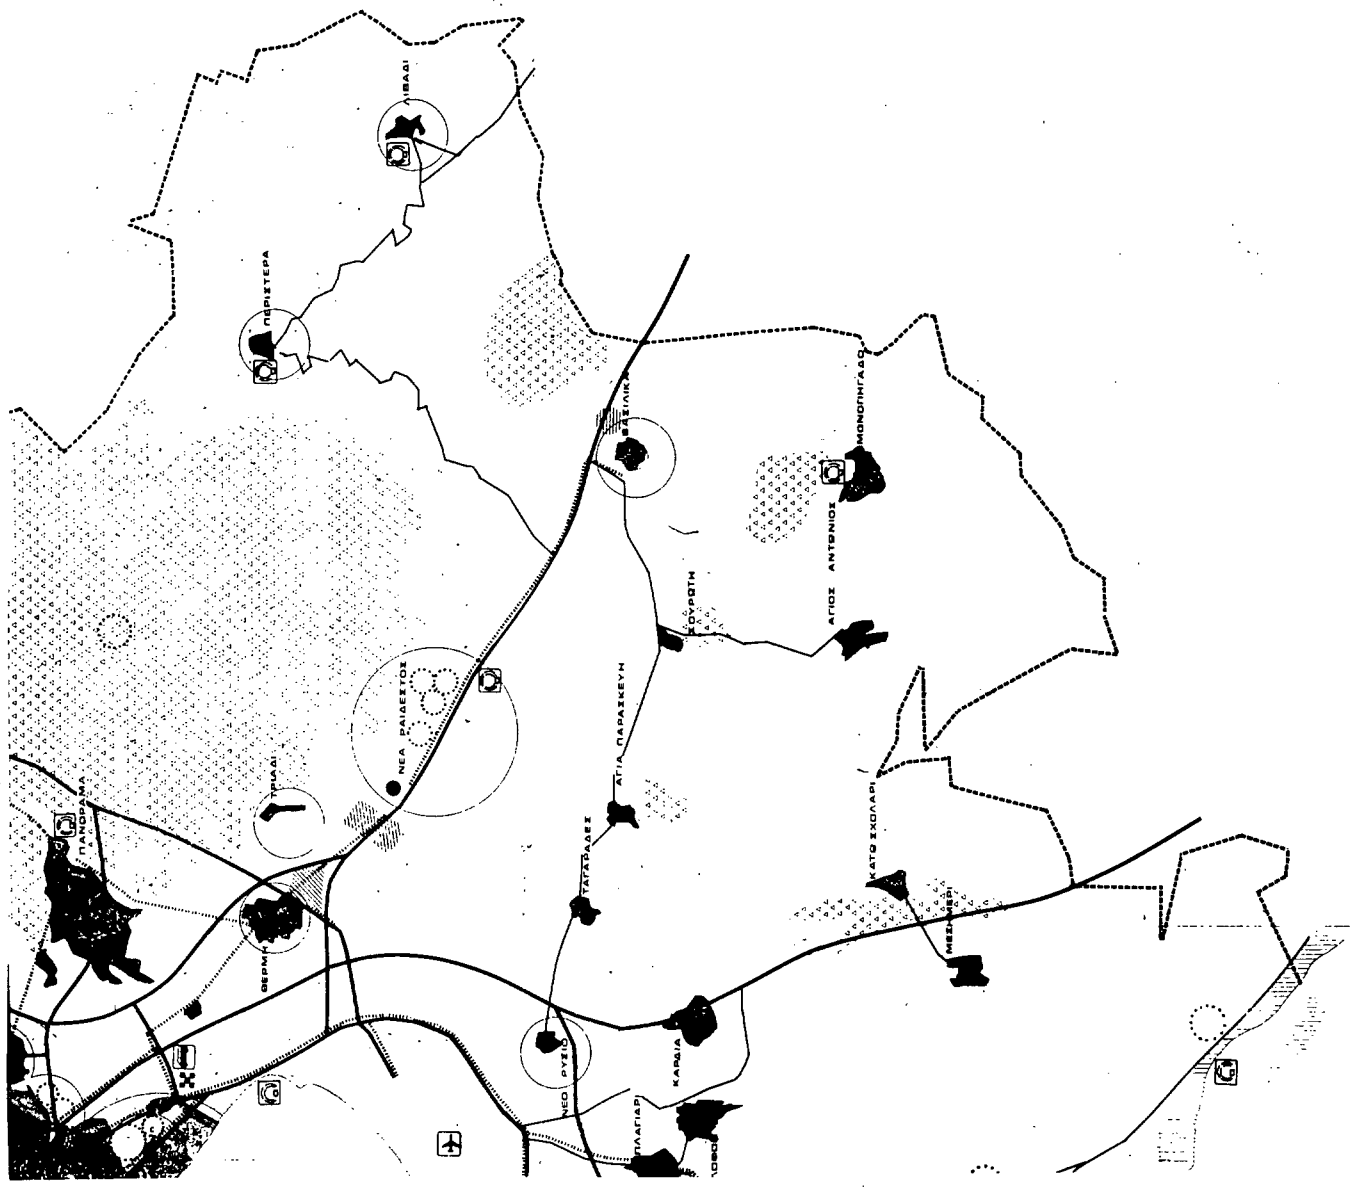 ΛΙΒΑΔΙ
ΠΕΡΙΣΤΕΡΑ
ΒΑΣΙΛΙΚΑ
ΜΟΝΟΠΗΓΑΔΟ
ΑΓΙΟΣ ΑΝΤΩΝΙΟΣ
ΣΟΥΡΩΤΗ
ΝΕΑ ΡΑΙΔΕΣΤΟΣ
ΑΓΙΑ ΠΑΡΑΣΚΕΥΗ
ΤΡΙΑΔΙ
ΠΑΝΟΡΑΜΑ
ΤΑΓΑΡΑΔΕΣ
ΚΑΤΩ ΣΧΟΛΑΡΙ
ΜΕΣΗΜΕΡΙ
ΘΕΡΜΗ
ΝΕΟ ΡΥΣΙΟ
ΚΑΡΔΙΑ
ΠΛΑΓΙΑΡΙ